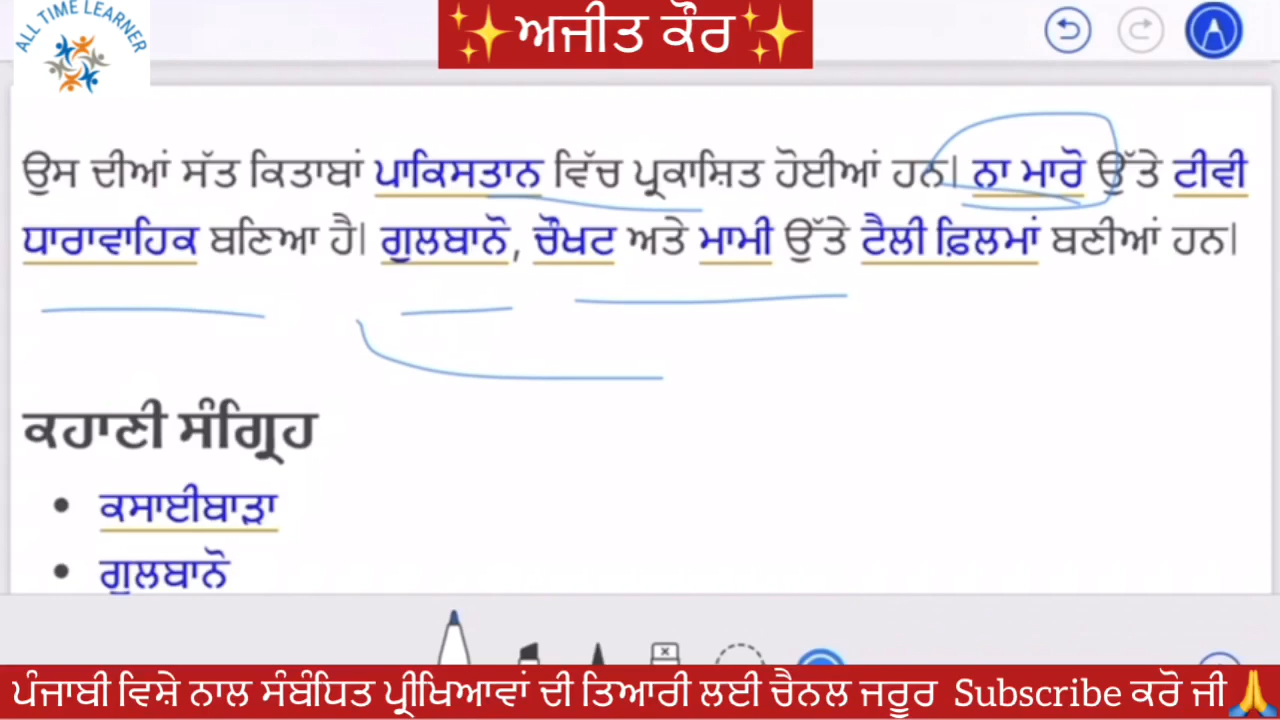 ALL TIME LEARNER
✨ਅਜੀਤ ਕੌਰ✨
ਉਸ ਦੀਆਂ ਸੱਤ ਕਿਤਾਬਾਂ ਪਾਕਿਸਤਾਨ ਵਿੱਚ ਪ੍ਰਕਾਸ਼ਿਤ ਹੋਈਆਂ ਹਨ। ਨਾ ਮਾਰੋ ਉੱਤੇ ਟੀਵੀ
ਧਾਰਾਵਾਹਿਕ ਬਣਿਆ ਹੈ। ਗੁਲਬਾਨੋ, ਚੌਖਟ ਅਤੇ ਮਾਮੀ ਉੱਤੇ ਟੈਲੀ ਫ਼ਿਲਮਾਂ ਬਣੀਆਂ ਹਨ।
ਕਹਾਣੀ ਸੰਗ੍ਰਿਹ
• ਕਸਾਈਬਾੜਾ
• ਗੁਲਬਾਨੋ
ਪੰਜਾਬੀ ਵਿਸ਼ੇ ਨਾਲ ਸੰਬੰਧਿਤ ਪ੍ਰੀਖਿਆਵਾਂ ਦੀ ਤਿਆਰੀ ਲਈ ਚੈਨਲ ਜਰੂਰ Subscribe ਕਰੋ ਜੀ🙏